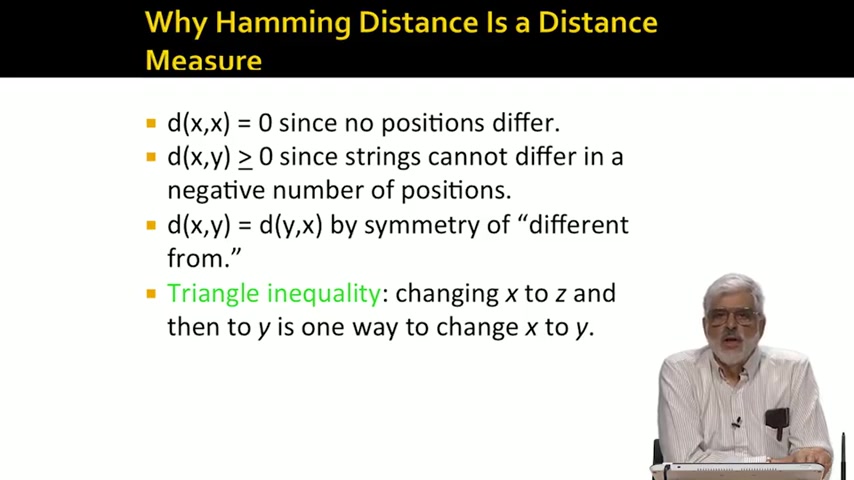 Why Hamming Distance Is a Distance
Measure
d(x,x) = 0 since no positions differ.
d(x,y) ≥ 0 since strings cannot differ in a
negative number of positions.
d(x,y) = d(y,x) by symmetry of “different
from.”
Triangle inequality: changing x to z and
then to y is one way to change x to y.